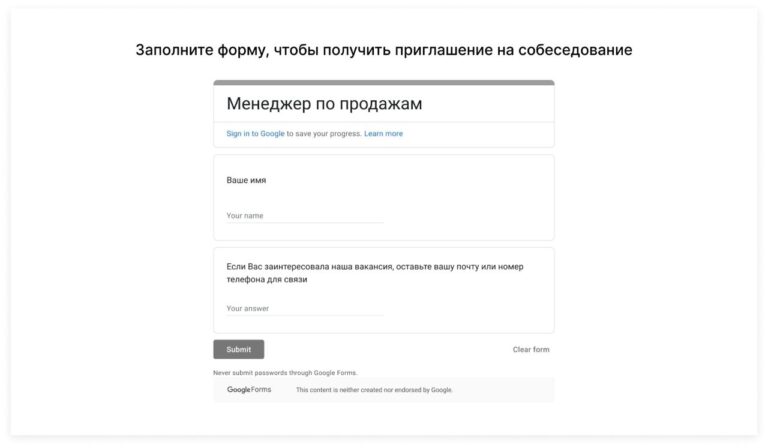 Заполните форму, чтобы получить приглашение на собеседование
Менеджер по продажам
Sign in to Google to save your progress. Learn more
Ваше имя
Your name
Если Вас заинтересовала наша вакансия, оставьте вашу почту или номер
телефона для связи
Your answer
Submit
Clear form
Never submit passwords through Google Forms.
Google Forms
This content is neither created nor endorsed by Google.